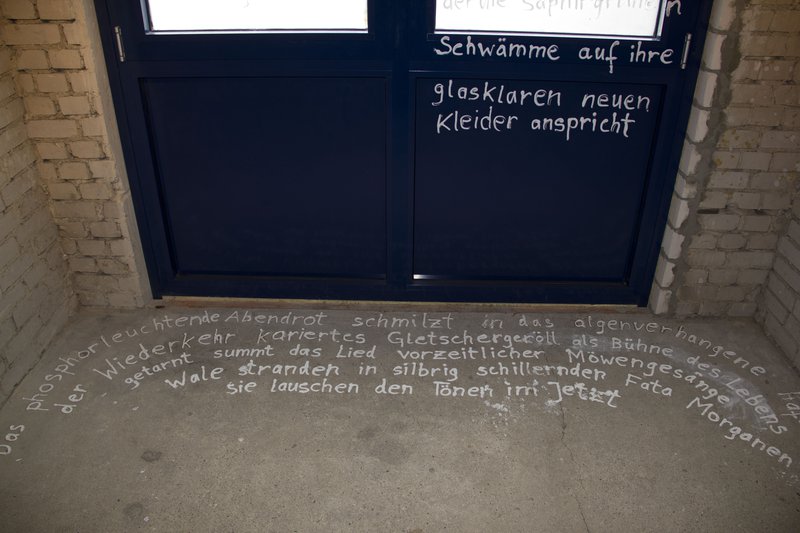 Schwämme auf ihre
glasklaren neuen
Kleider anspricht
Das phosphorleuchtende Abendrot schmilzt in das algenverhangene
der Wiederkehr kariertes Gletschergeröll als Bühne des Lebens
getarnt summt das Lied vorzeitlicher Möwengesänge
Wale stranden in silbrig schillernden Fata Morganen
sie lauschen den Tönen im Jetzt